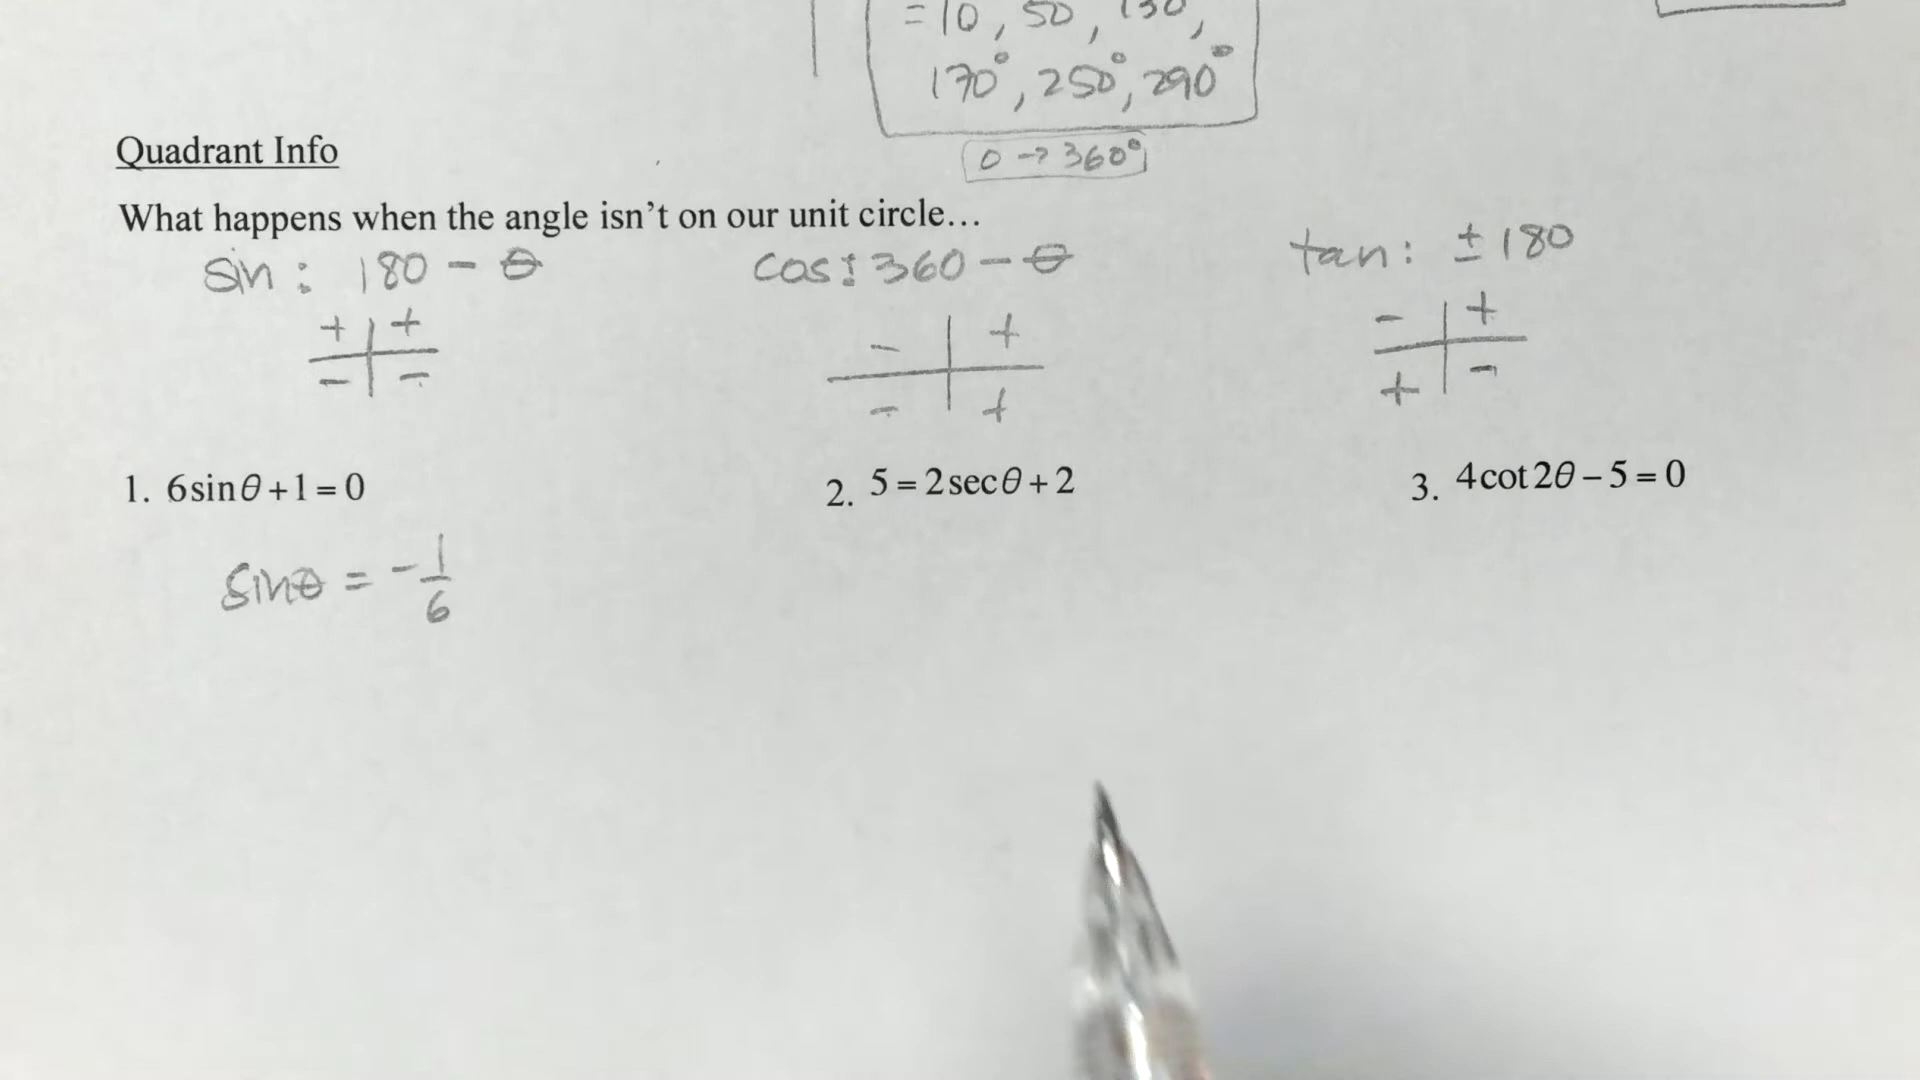 = 10, 50, 130,
170°, 250°, 290°
0 → 360°
Quadrant Info
What happens when the angle isn't on our unit circle...
sin: 180 - θ
+ | +
- | -
cos: 360 - θ
- | +
- | +
tan: ± 180
- | +
+ | -
1. 6sinθ + 1 = 0
2. 5 = 2secθ + 2
3. 4cot2θ - 5 = 0
sinθ = -1/6